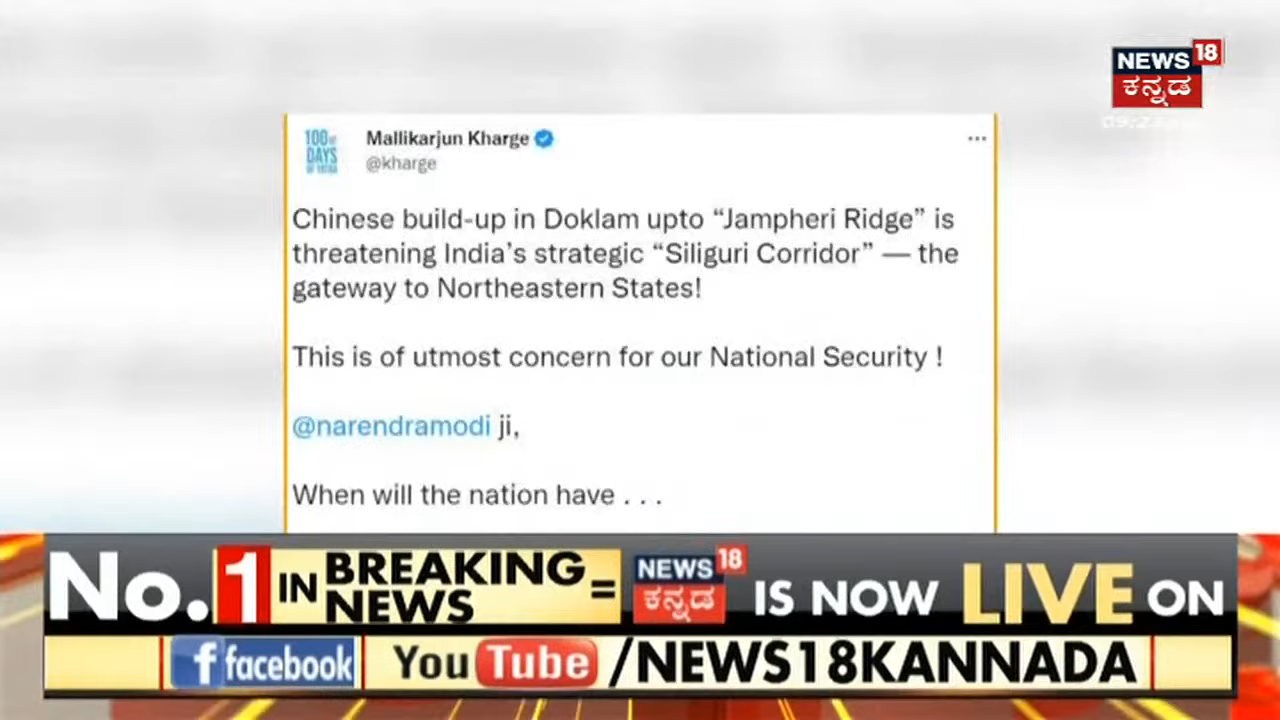 NEWS 18
ಕನ್ನಡ
100
DAYS
Mallikarjun Kharge
@kharge
Chinese build-up in Doklam upto “Jampheri Ridge” is
threatening India’s strategic “Siliguri Corridor” — the
gateway to Northeastern States!
This is of utmost concern for our National Security !
@narendramodi ji,
When will the nation have . . .
No. 1 IN BREAKING NEWS = NEWS 18 ಕನ್ನಡ IS NOW LIVE ON
facebook YouTube /NEWS18KANNADA